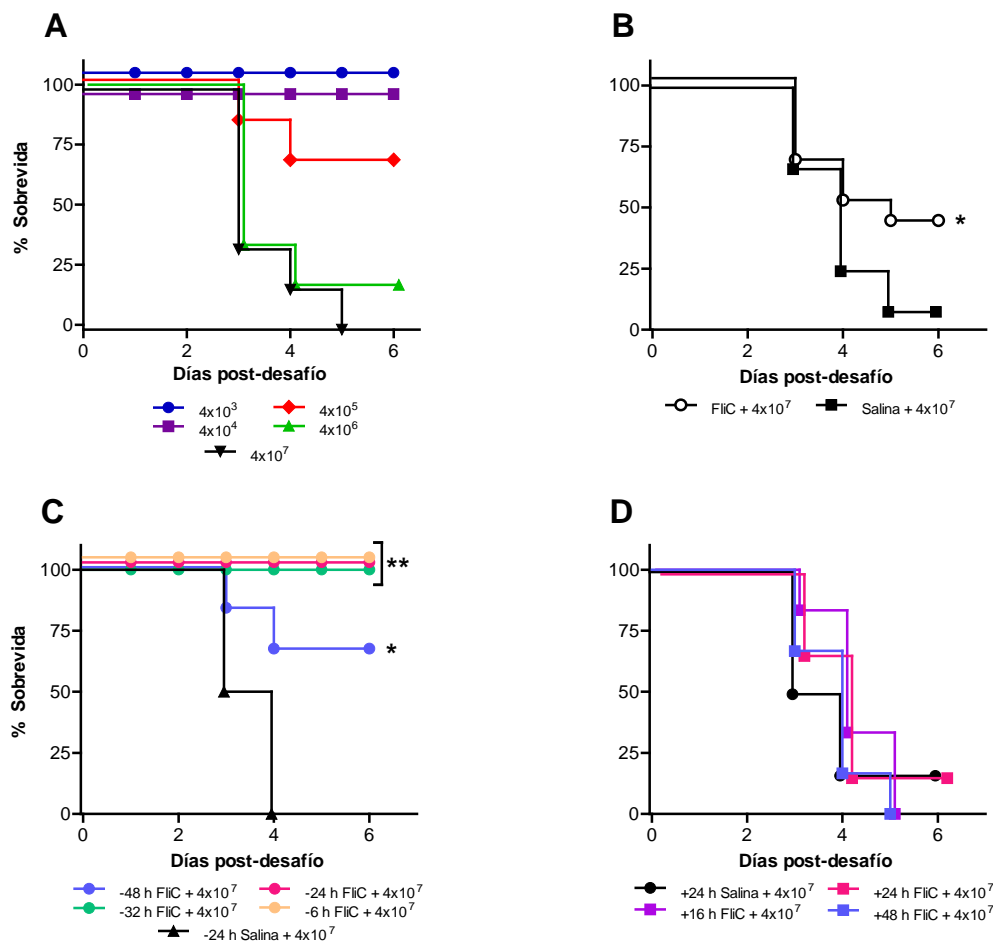 A
% Sobrevida
100
75
50
25
0
0 2 4 6
Días post-desafío
4x10³ 4x10⁵
4x10⁴ 4x10⁶
4x10⁷
B
100
75
50
25
0
*
0 2 4 6
Días post-desafío
FliC + 4x10⁷ Salina + 4x10⁷
C
% Sobrevida
100
75
50
25
0
**
*
0 2 4 6
Días post-desafío
-48 h FliC + 4x10⁷ -24 h FliC + 4x10⁷
-32 h FliC + 4x10⁷ -6 h FliC + 4x10⁷
-24 h Salina + 4x10⁷
D
100
75
50
25
0
0 2 4 6
Días post-desafío
+24 h Salina + 4x10⁷ +24 h FliC + 4x10⁷
+16 h FliC + 4x10⁷ +48 h FliC + 4x10⁷